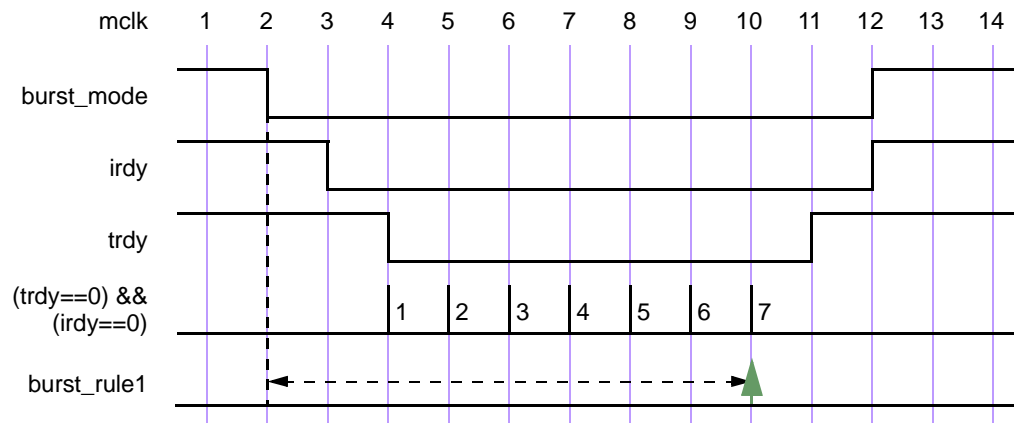 mclk 1 2 3 4 5 6 7 8 9 10 11 12 13 14
burst_mode
irdy
trdy
(trdy==0) &&
(irdy==0)
1 2 3 4 5 6 7
burst_rule1